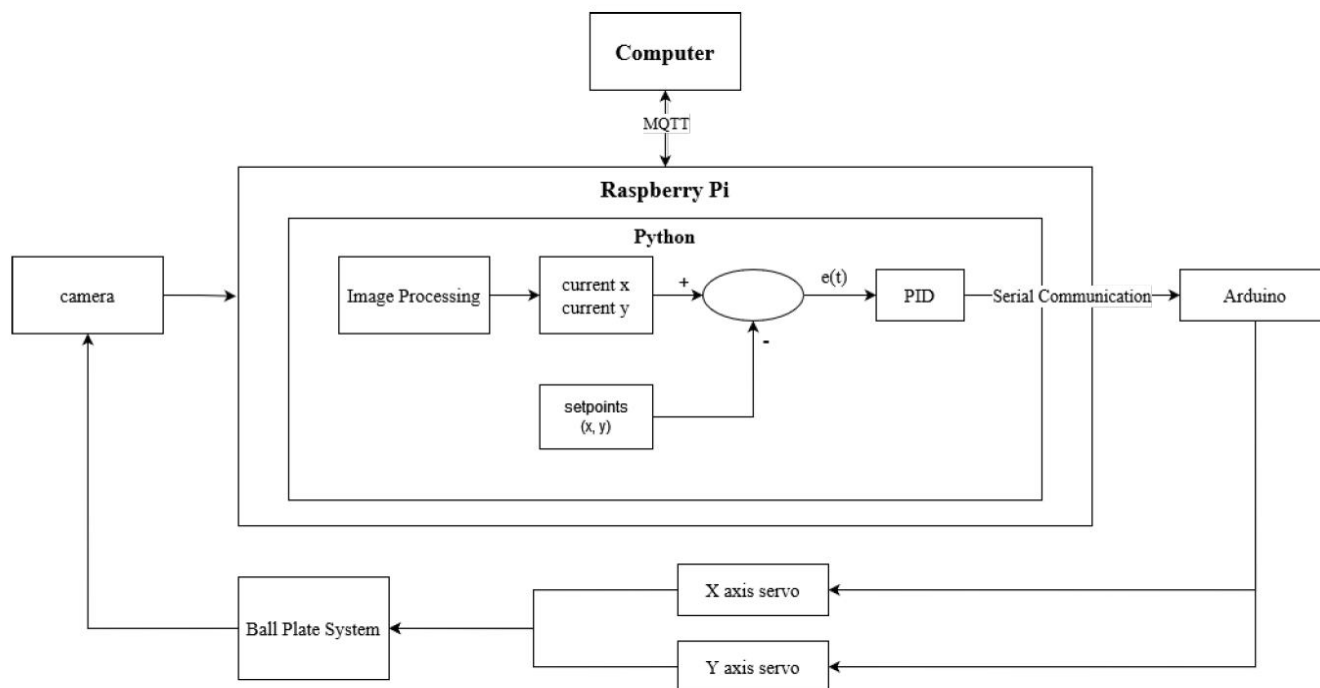 Computer
MQTT
Raspberry Pi
Python
camera
Image Processing
current x
current y
+
e(t)
PID
Serial Communication
Arduino
-
setpoints
(x, y)
X axis servo
Ball Plate System
Y axis servo